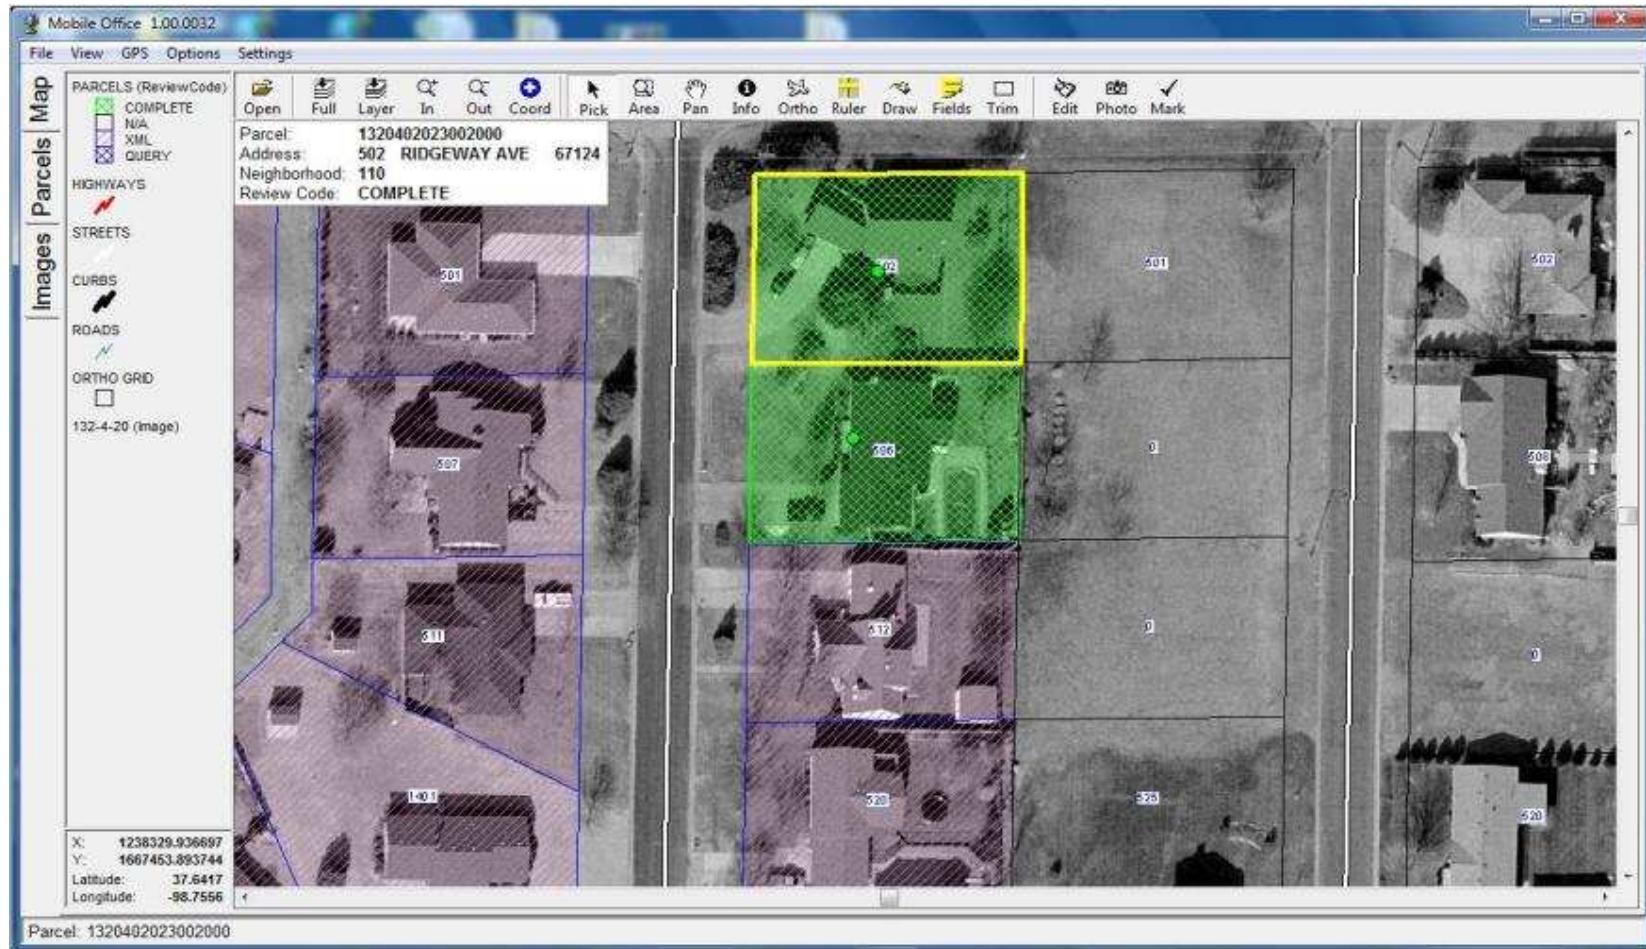 Mobile Office 1.00.0032
File View GPS Options Settings
Map
Parcels
Images
PARCELS (ReviewCode)
COMPLETE
N/A
XML
QUERY
HIGHWAYS
STREETS
CURBS
ROADS
ORTHO GRID
132-4-20 (Image)
Open Full Layer In Out Coord Pick Area Pan Info Ortho Ruler Draw Fields Trim Edit Photo Mark
Parcel: 1320402023002000
Address: 502 RIDGEWAY AVE 67124
Neighborhood: 110
Review Code: COMPLETE
501 02 501 502
507 506 0 508
511 512 0 0
1401 520 525 520
X: 1238329.936697
Y: 1667453.893744
Latitude: 37.6417
Longitude: -98.7556
Parcel: 1320402023002000